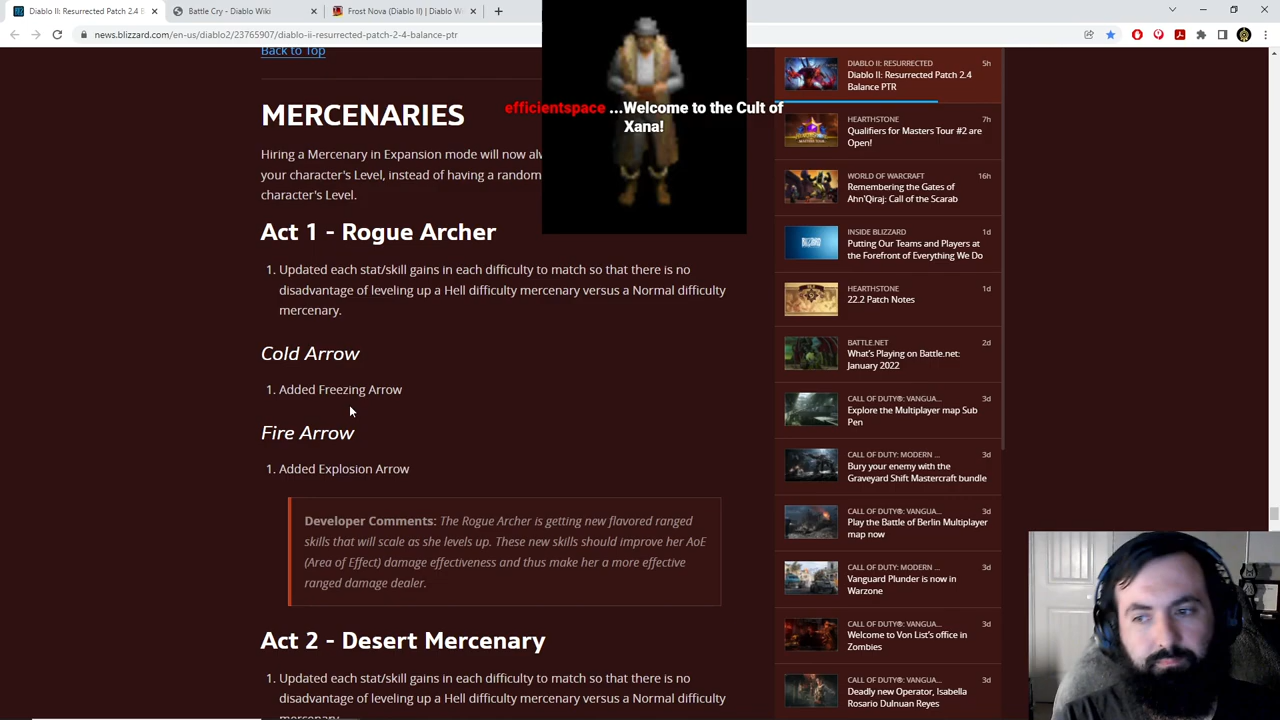 Diablo II: Resurrected Patch 2.4 B
Battle Cry - Diablo Wiki
Frost Nova (Diablo II) | Diablo W
news.blizzard.com/en-us/diablo2/23765907/diablo-ii-resurrected-patch-2-4-balance-ptr
Back to Top
efficientspace ...Welcome to the Cult of
Xana!
MERCENARIES
Hiring a Mercenary in Expansion mode will now al
your character's Level, instead of having a random
character's Level.
Act 1 - Rogue Archer
1. Updated each stat/skill gains in each difficulty to match so that there is no
disadvantage of leveling up a Hell difficulty mercenary versus a Normal difficulty
mercenary.
Cold Arrow
1. Added Freezing Arrow
Fire Arrow
1. Added Explosion Arrow
Developer Comments: The Rogue Archer is getting new flavored ranged
skills that will scale as she levels up. These new skills should improve her AoE
(Area of Effect) damage effectiveness and thus make her a more effective
ranged damage dealer.
Act 2 - Desert Mercenary
1. Updated each stat/skill gains in each difficulty to match so that there is no
disadvantage of leveling up a Hell difficulty mercenary versus a Normal difficulty
mercenary.
DIABLO II: RESURRECTED 5h
Diablo II: Resurrected Patch 2.4
Balance PTR
HEARTHSTONE 7h
Qualifiers for Masters Tour #2 are
Open!
WORLD OF WARCRAFT 16h
Remembering the Gates of
Ahn'Qiraj: Call of the Scarab
INSIDE BLIZZARD 1d
Putting Our Teams and Players at
the Forefront of Everything We Do
HEARTHSTONE 1d
22.2 Patch Notes
BATTLE.NET 2d
What's Playing on Battle.net:
January 2022
CALL OF DUTY®: VANGUA... 3d
Explore the Multiplayer map Sub
Pen
CALL OF DUTY: MODERN ... 3d
Bury your enemy with the
Graveyard Shift Mastercraft bundle
CALL OF DUTY®: VANGUA... 3d
Play the Battle of Berlin Multiplayer
map now
CALL OF DUTY: MODERN ... 3d
Vanguard Plunder is now in
Warzone
CALL OF DUTY®: VANGUA... 3d
Welcome to Von List's office in
Zombies
CALL OF DUTY®: VANGUA... 3d
Deadly new Operator, Isabella
Rosario Dulnuan Reyes